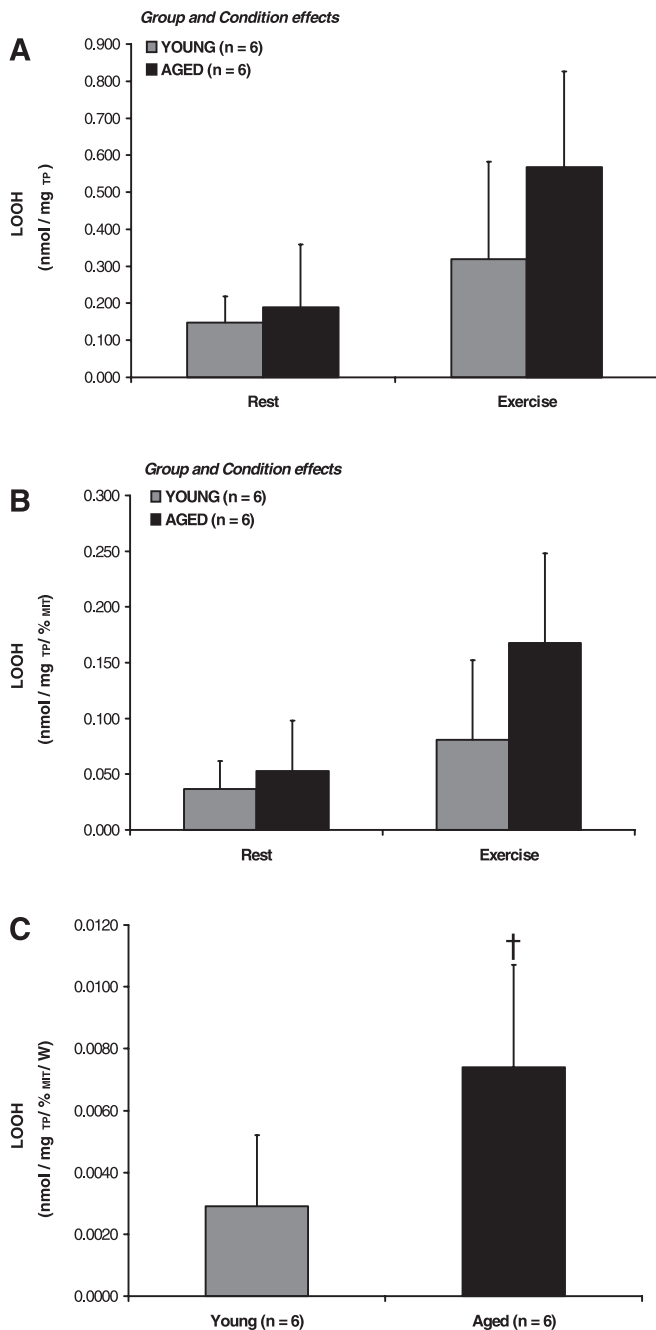 A
Group and Condition effects
YOUNG (n = 6)
AGED (n = 6)
LOOH
(nmol / mg TP)
0.900
0.800
0.700
0.600
0.500
0.400
0.300
0.200
0.100
0.000
Rest Exercise
B
Group and Condition effects
YOUNG (n = 6)
AGED (n = 6)
LOOH
(nmol / mg TP/ % MIT)
0.300
0.250
0.200
0.150
0.100
0.050
0.000
Rest Exercise
C
LOOH
(nmol / mg TP/ % MIT/ W)
0.0120
0.0100
0.0080
0.0060
0.0040
0.0020
0.0000
†
Young (n = 6) Aged (n = 6)